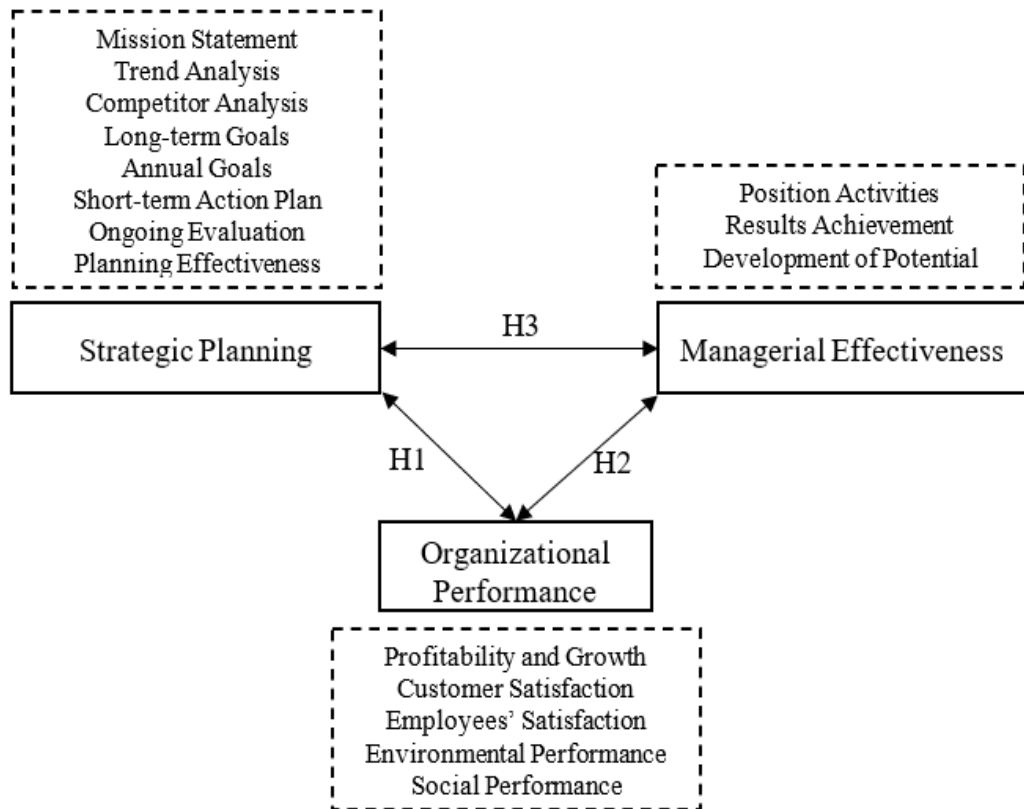 Mission Statement
Trend Analysis
Competitor Analysis
Long-term Goals
Annual Goals
Short-term Action Plan
Ongoing Evaluation
Planning Effectiveness
Position Activities
Results Achievement
Development of Potential
Strategic Planning
H3
Managerial Effectiveness
H1
H2
Organizational
Performance
Profitability and Growth
Customer Satisfaction
Employees’ Satisfaction
Environmental Performance
Social Performance